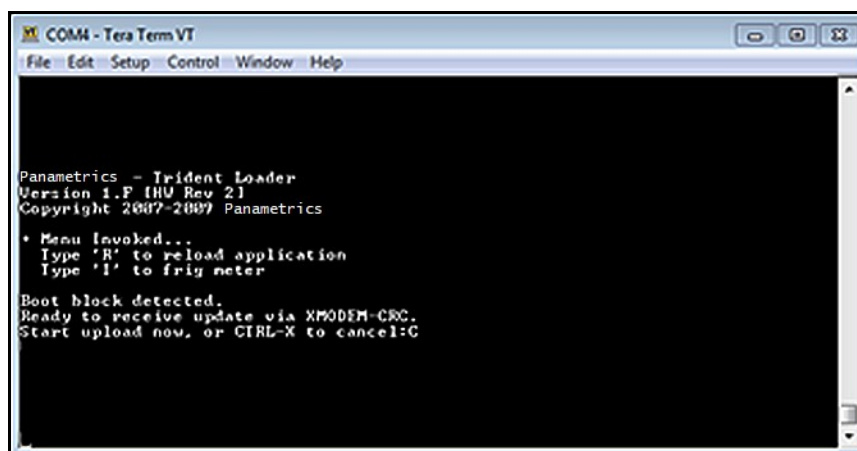 COM4 - Tera Term VT
File Edit Setup Control Window Help
Panametrics - Trident Loader
Version 1.F [HW Rev 2]
Copyright 2007-2009 Panametrics
* Menu Invoked...
Type 'R' to reload application
Type 'I' to frig meter
Boot block detected.
Ready to receive update via XMODEM-CRC.
Start upload now, or CTRL-X to cancel:C